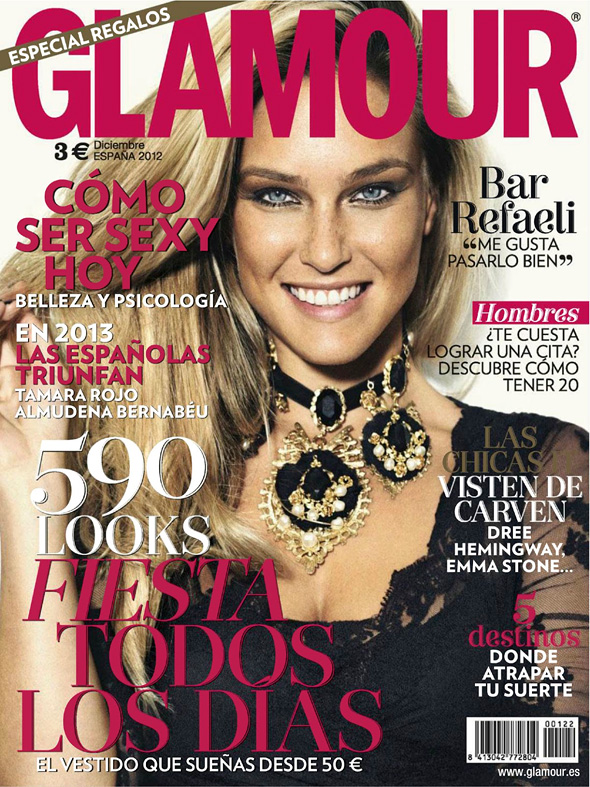 ESPECIAL REGALOS
GLAMOUR®
3 € Diciembre
ESPAÑA 2012
CÓMO
SER SEXY
HOY
BELLEZA Y PSICOLOGÍA
EN 2013
LAS ESPAÑOLAS
TRIUNFAN
TAMARA ROJO
ALMUDENA BERNABÉU
590
LOOKS
FIESTA
TODOS
LOS DÍAS
EL VESTIDO QUE SUEÑAS DESDE 50 €
Bar
Refaeli
“ME GUSTA
PASARLO BIEN”
Hombres
¿TE CUESTA
LOGRAR UNA CITA?
DESCUBRE CÓMO
TENER 20
LAS
CHICAS
VISTEN DE
CARVEN
DREE
HEMINGWAY,
EMMA STONE...
5
destinos
DONDE
ATRAPAR
TU SUERTE
00122
8 413042 772804
www.glamour.es